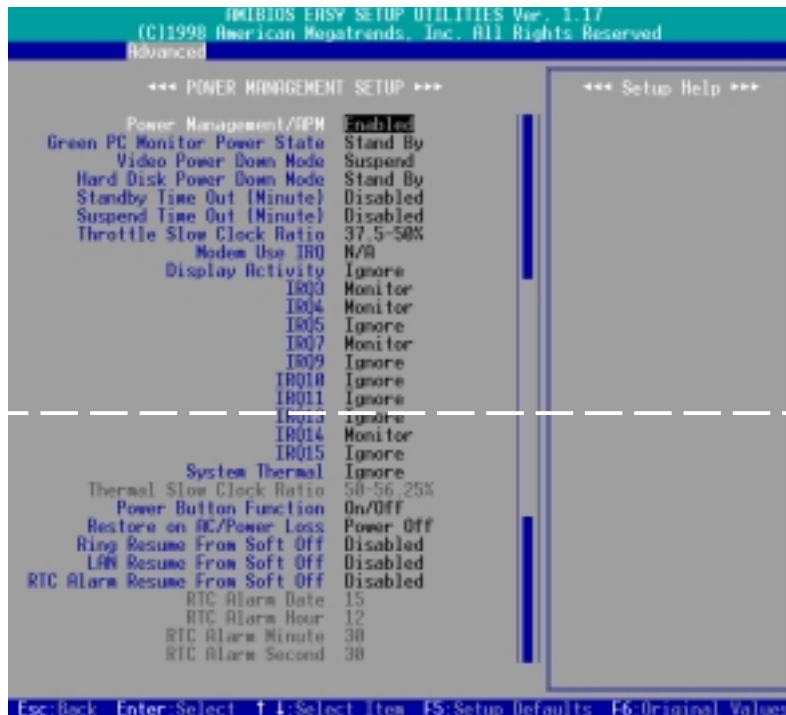 AMIBIOS EASY SETUP UTILITIES Ver. 1.17
(C)1998 American Megatrends, Inc. All Rights Reserved
Advanced
◄◄◄ POWER MANAGEMENT SETUP ►►►
◄◄◄ Setup Help ►►►
Power Management/APM Enabled
Green PC Monitor Power State Stand By
Video Power Down Mode Suspend
Hard Disk Power Down Mode Stand By
Standby Time Out (Minute) Disabled
Suspend Time Out (Minute) Disabled
Throttle Slow Clock Ratio 37.5-50%
Modem Use IRQ N/A
Display Activity Ignore
IRQ3 Monitor
IRQ4 Monitor
IRQ5 Ignore
IRQ7 Monitor
IRQ9 Ignore
IRQ10 Ignore
IRQ11 Ignore
IRQ13 Ignore
IRQ14 Monitor
IRQ15 Ignore
System Thermal Ignore
Thermal Slow Clock Ratio 50-56.25%
Power Button Function On/Off
Restore on AC/Power Loss Power Off
Ring Resume From Soft Off Disabled
LAN Resume From Soft Off Disabled
RTC Alarm Resume From Soft Off Disabled
RTC Alarm Date 15
RTC Alarm Hour 12
RTC Alarm Minute 30
RTC Alarm Second 30
Esc:Back Enter:Select ↑↓:Select Item F5:Setup Defaults F6:Original Values